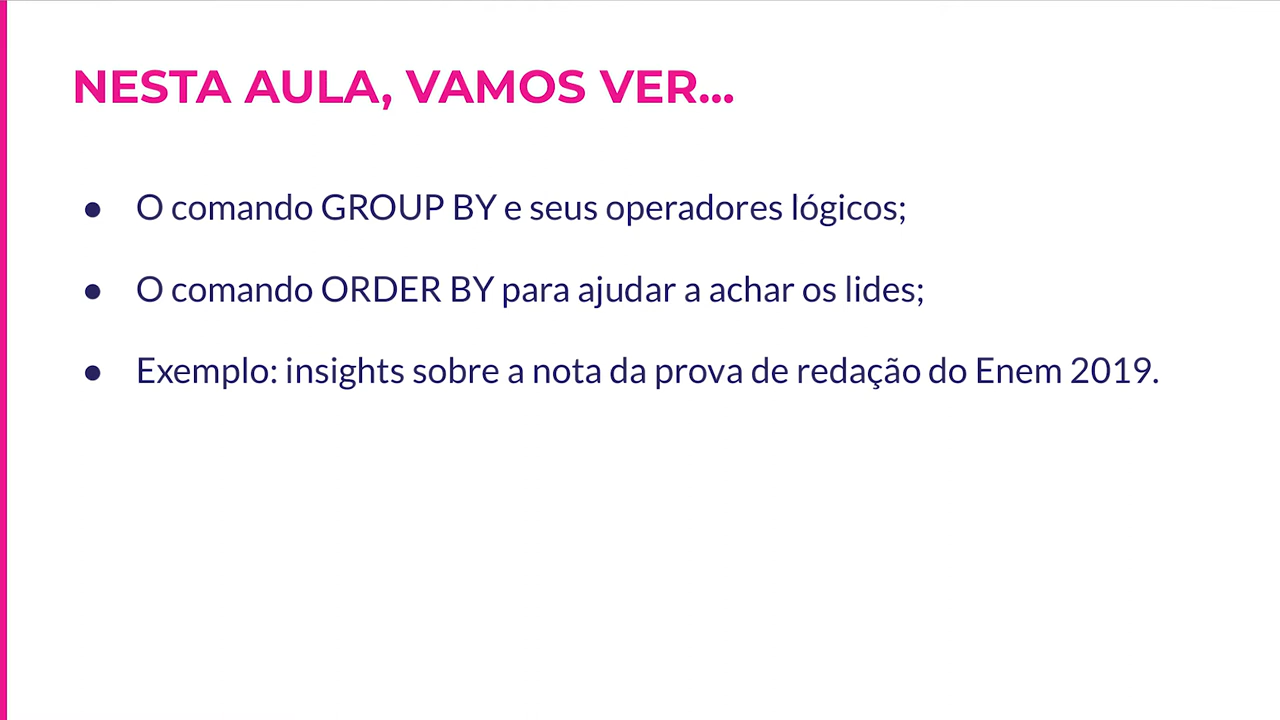 NESTA AULA, VAMOS VER...
● O comando GROUP BY e seus operadores lógicos;
● O comando ORDER BY para ajudar a achar os lides;
● Exemplo: insights sobre a nota da prova de redação do Enem 2019.